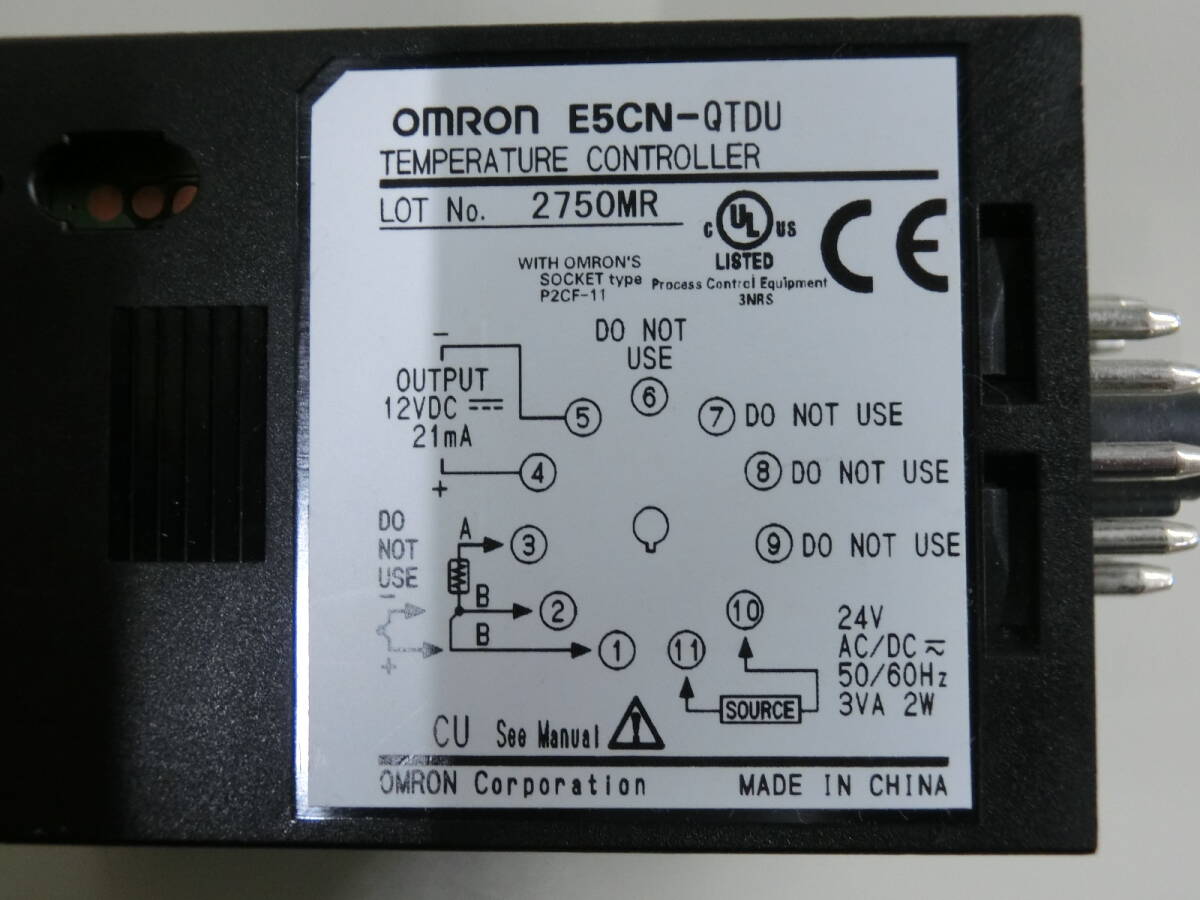 OMRON E5CN-QTDU
TEMPERATURE CONTROLLER
LOT No. 2750MR
C UL US
LISTED
CE
WITH OMRON'S
SOCKET type
P2CF-11
Process Control Equipment
3NRS
DO NOT
USE
6
-
OUTPUT
12VDC ⎓
21mA
+
5
4
7 DO NOT USE
8 DO NOT USE
9 DO NOT USE
DO
NOT
USE
-
+
A 3
B 2
B 1
11
10
SOURCE
24V
AC/DC ≂
50/60Hz
3VA 2W
CU See Manual
OMRON Corporation MADE IN CHINA